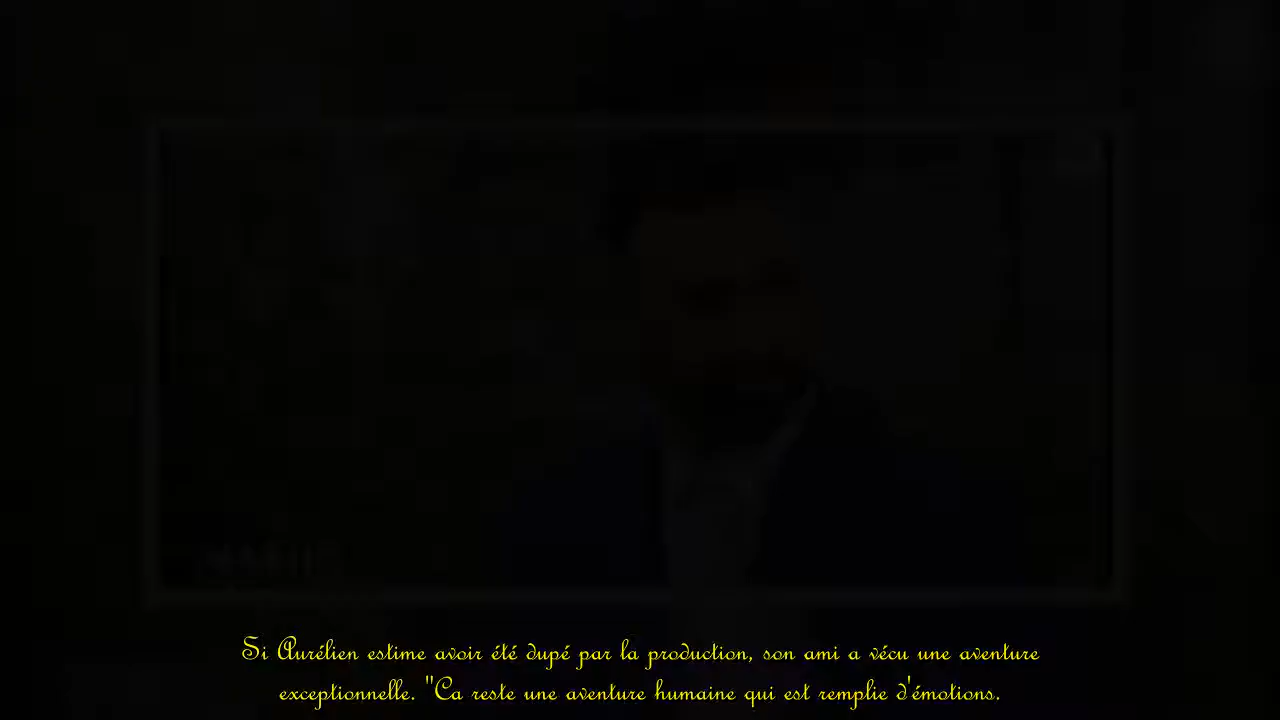 Si Aurélien estime avoir été dupé par la production, son ami a vécu une aventure
exceptionnelle. "Ca reste une aventure humaine qui est remplie d'émotions.